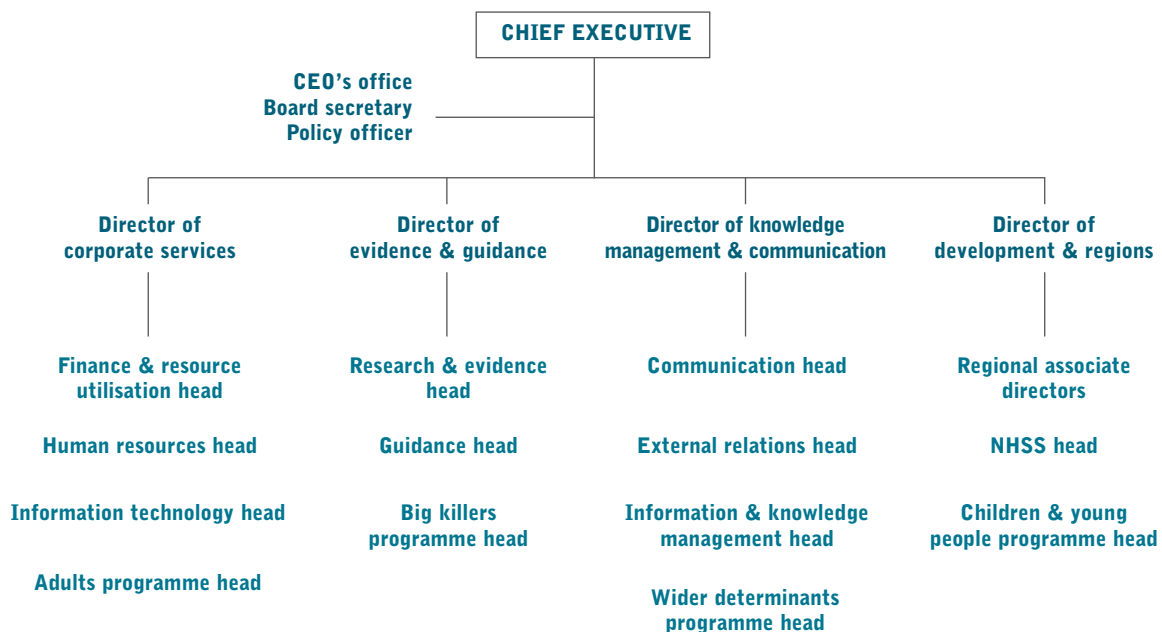 CHIEF EXECUTIVE
CEO's office
Board secretary
Policy officer
Director of
corporate services
Director of
evidence & guidance
Director of knowledge
management & communication
Director of
development & regions
Finance & resource
utilisation head
Human resources head
Information technology head
Adults programme head
Research & evidence
head
Guidance head
Big killers
programme head
Communication head
External relations head
Information & knowledge
management head
Wider determinants
programme head
Regional associate
directors
NHSS head
Children & young
people programme head